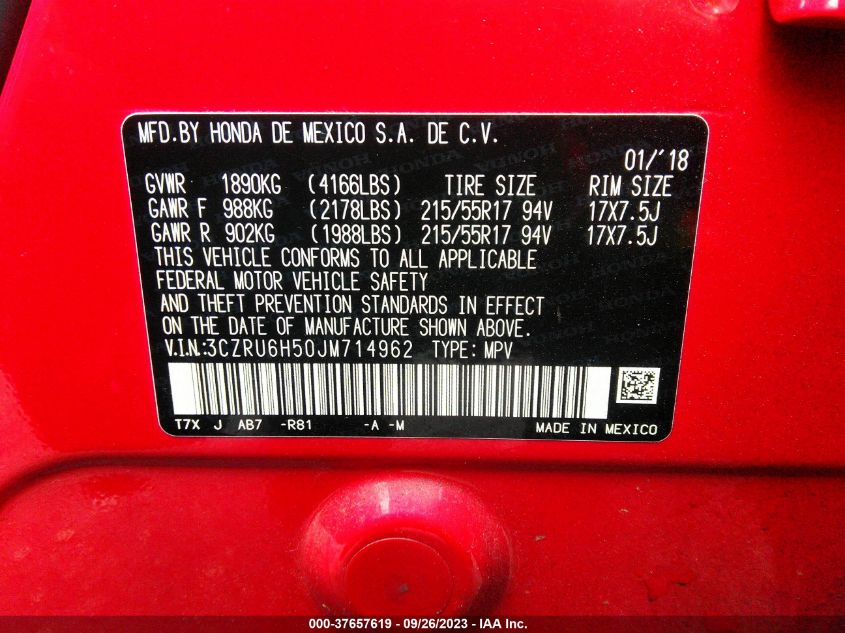 MFD.BY HONDA DE MEXICO S.A. DE C.V.
01/'18
GVWR 1890KG (4166LBS) TIRE SIZE RIM SIZE
GAWR F 988KG (2178LBS) 215/55R17 94V 17X7.5J
GAWR R 902KG (1988LBS) 215/55R17 94V 17X7.5J
THIS VEHICLE CONFORMS TO ALL APPLICABLE
FEDERAL MOTOR VEHICLE SAFETY
AND THEFT PREVENTION STANDARDS IN EFFECT
ON THE DATE OF MANUFACTURE SHOWN ABOVE.
V.I.N:3CZRU6H50JM714962 TYPE: MPV
T7X J AB7 -R81 -A -M MADE IN MEXICO
000-37657619 - 09/26/2023 - IAA Inc.